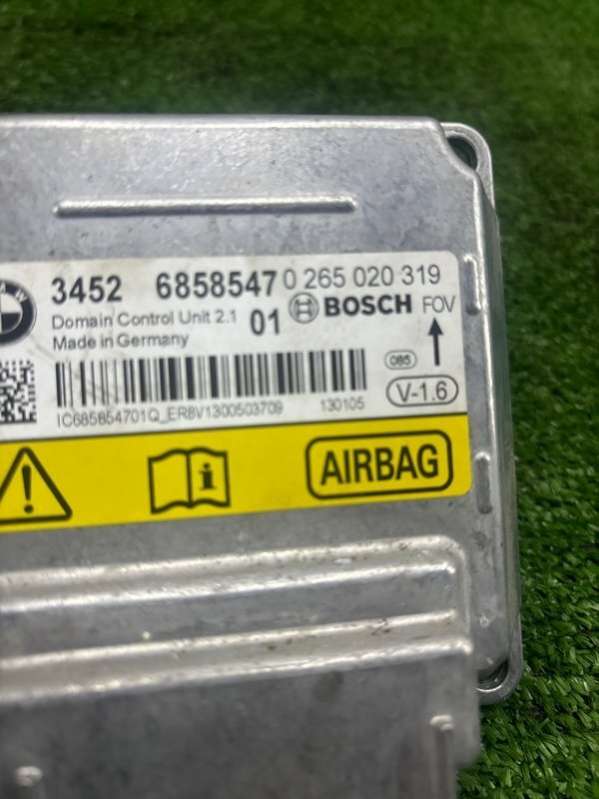 3452 6858547 0 265 020 319
Domain Control Unit 2.1 01 BOSCH FOV
Made in Germany
085
V-1.6
IC685854701Q_ER8V1300503709 130105
AIRBAG